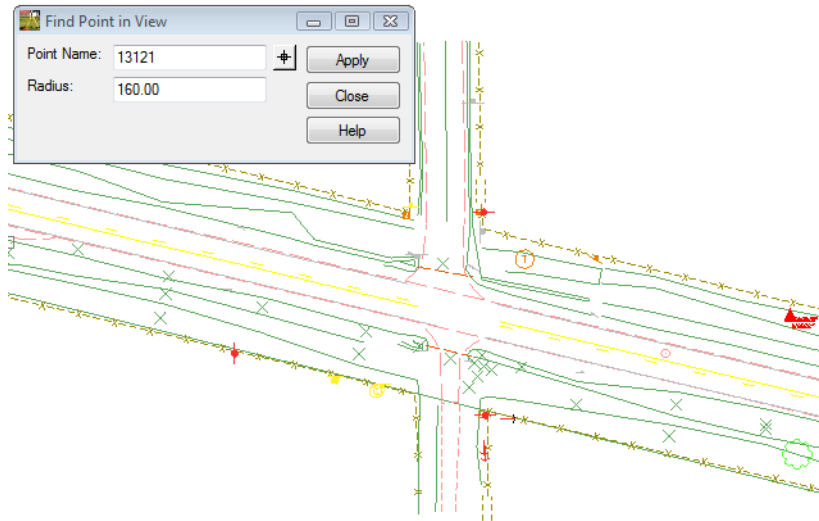 Find Point in View
Point Name: 13121
Apply
Radius: 160.00
Close
Help
T